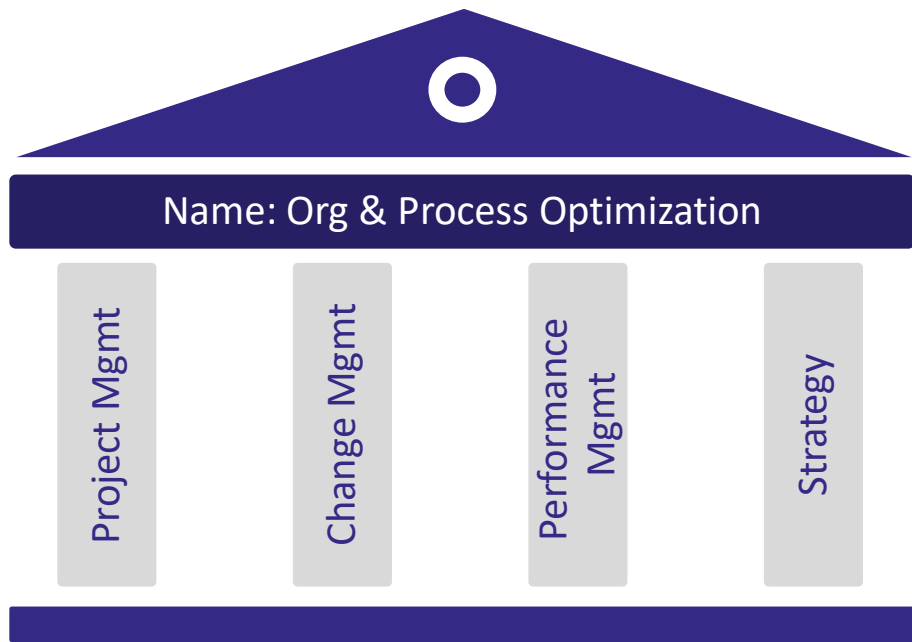 Name: Org & Process Optimization
Project Mgmt
Change Mgmt
Performance
Mgmt
Strategy